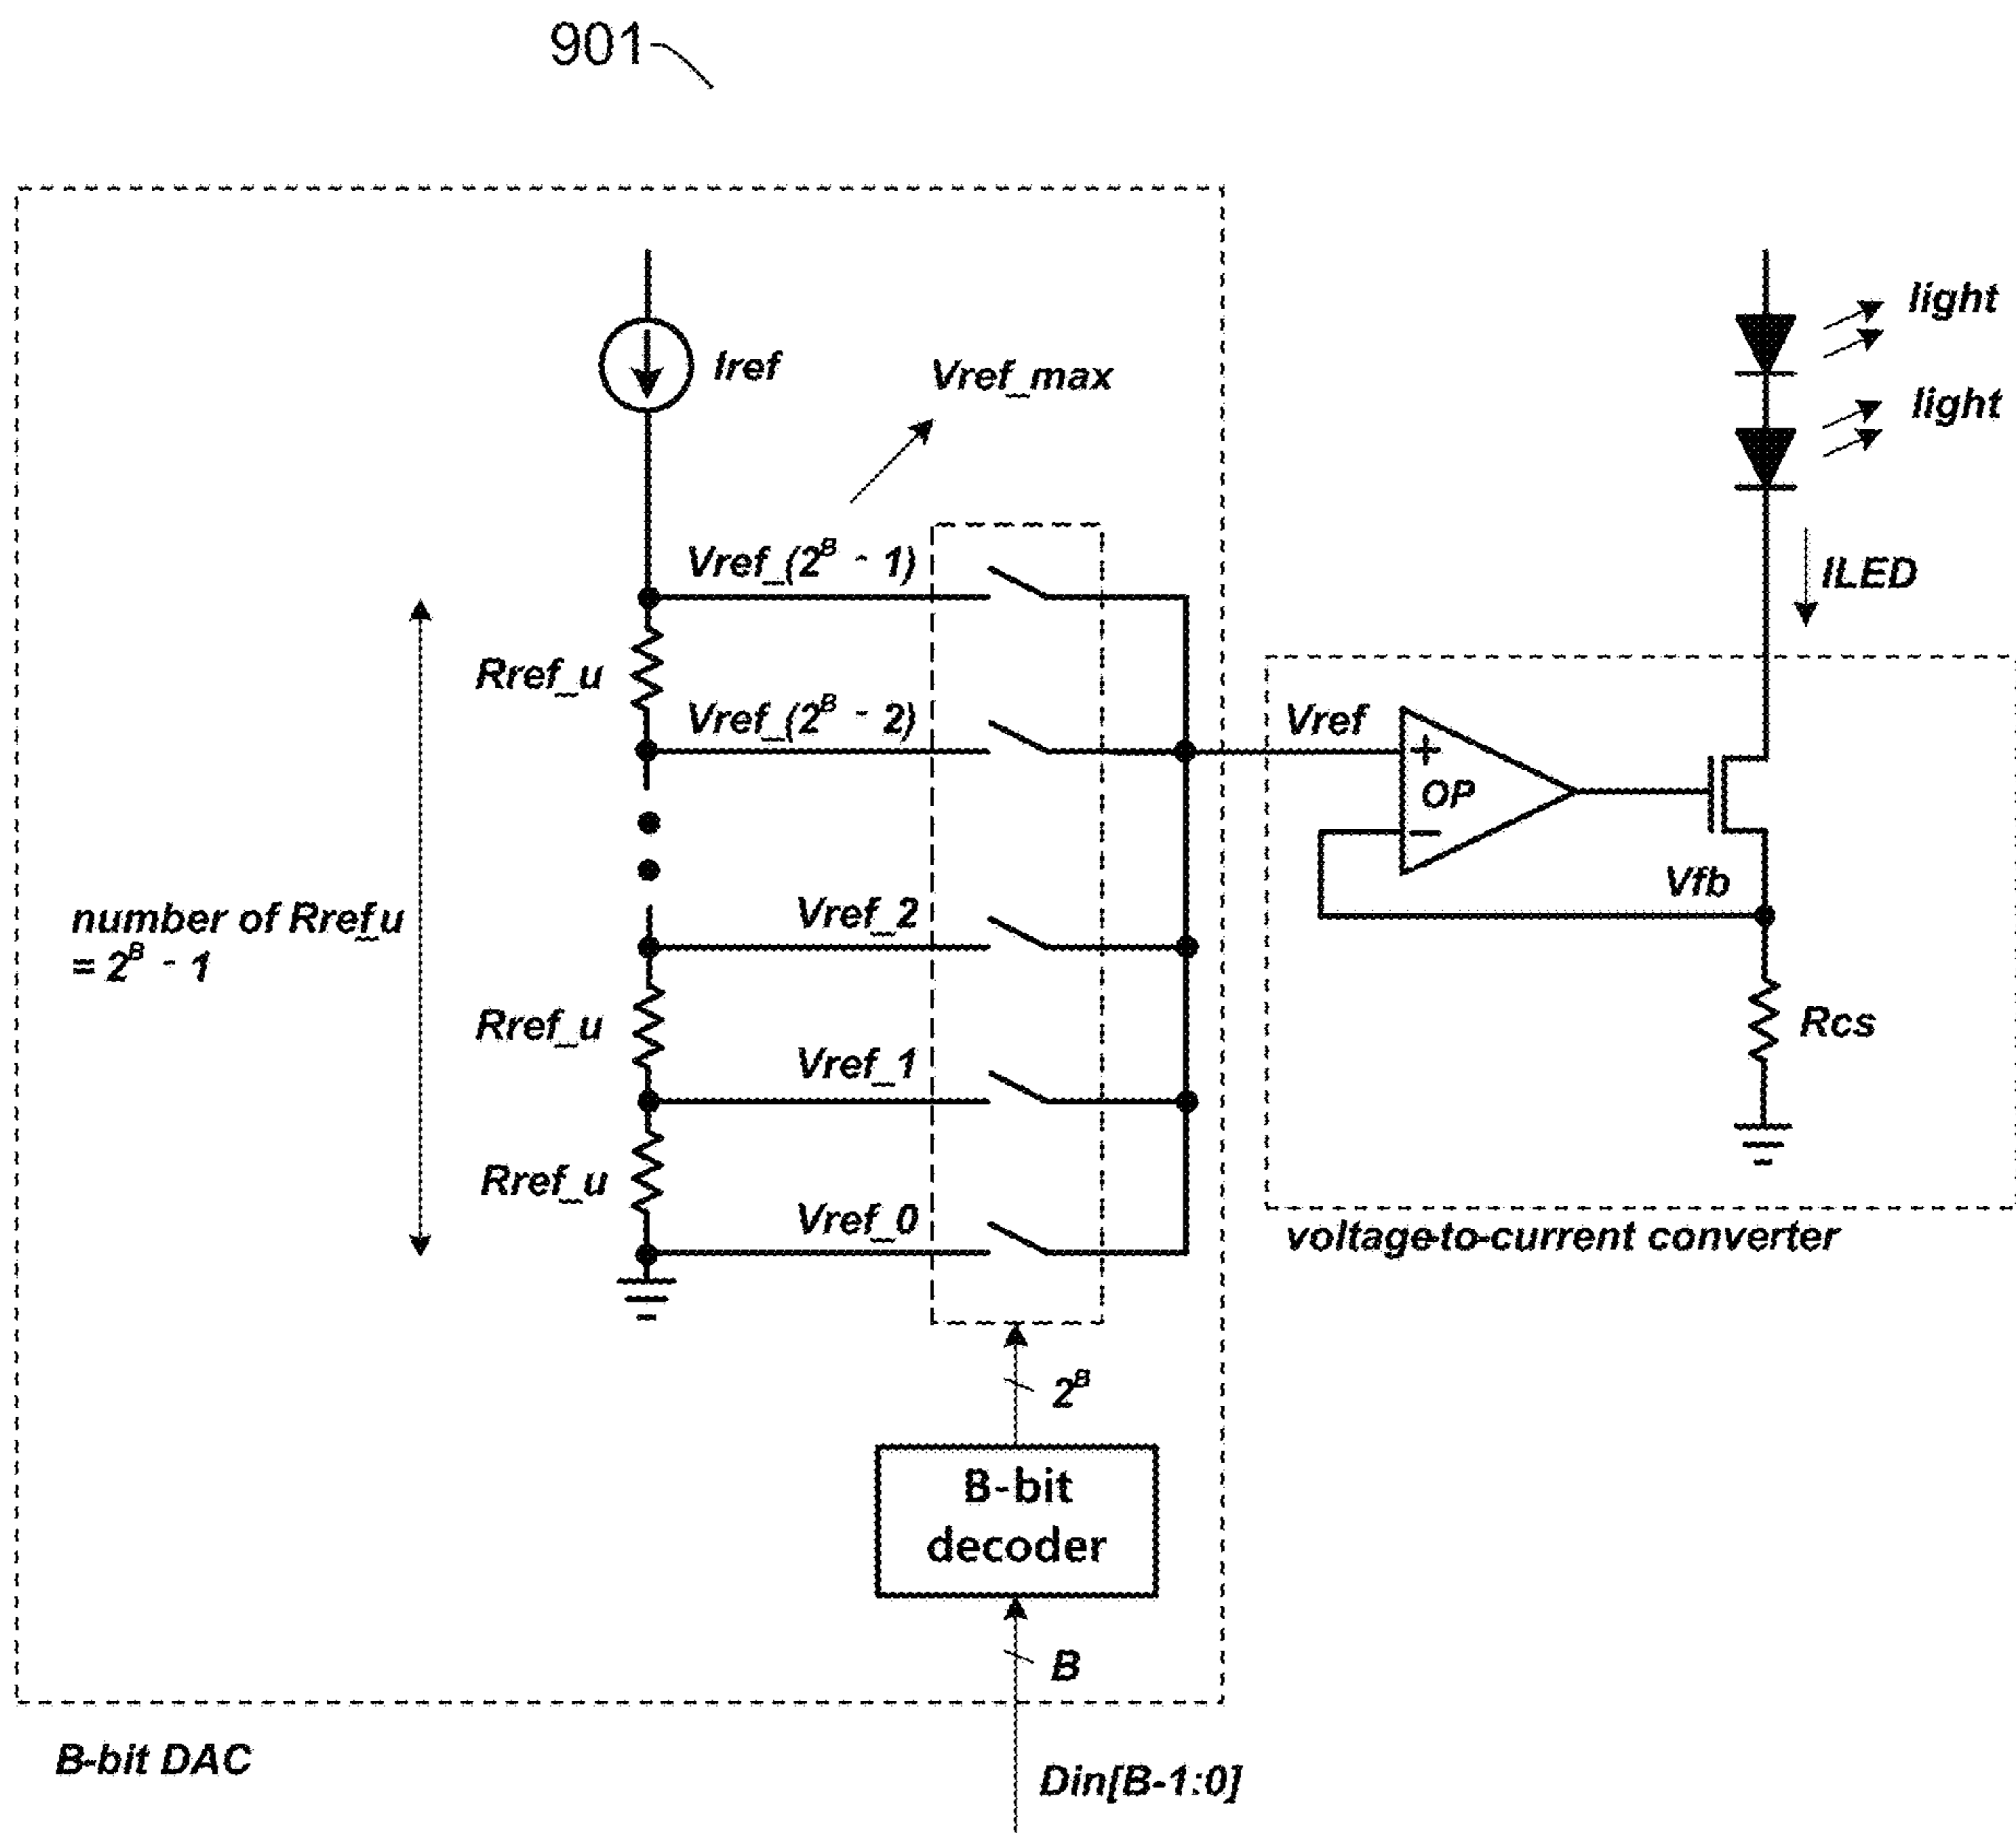 901
Iref
Vref_max
light
light
Vref_(2^B - 1)
ILED
Rref_u
Vref_(2^B - 2)
Vref
+
OP
−
Vfb
number of Rref_u
= 2^B - 1
Vref_2
Rref_u
Vref_1
Rcs
Rref_u
Vref_0
voltage-to-current converter
2^B
B-bit
decoder
B
B-bit DAC
Din[B-1:0]